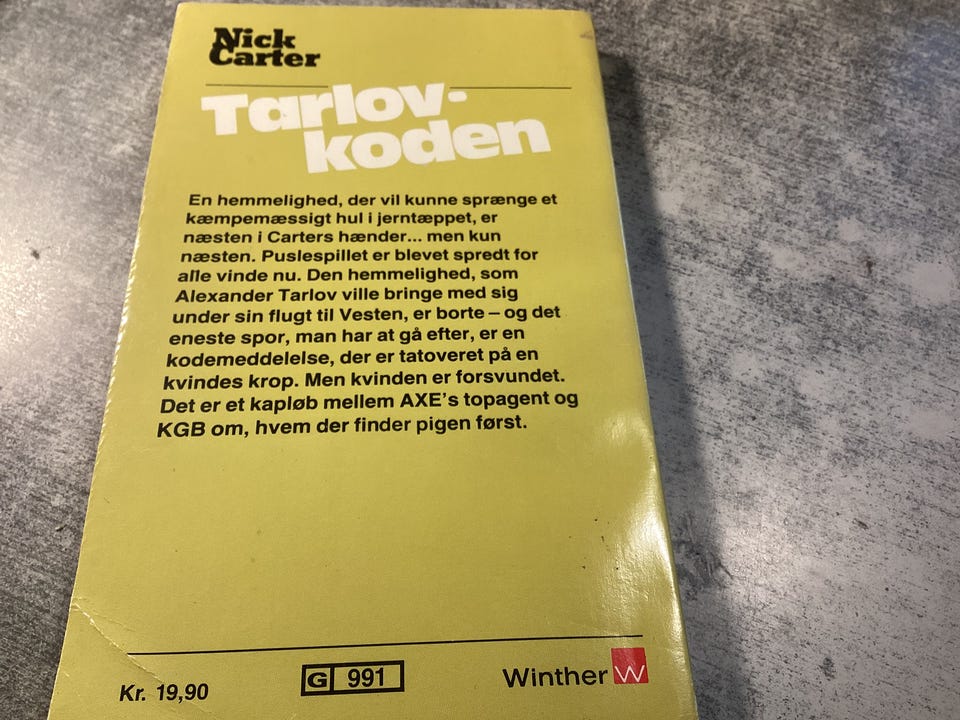 Nick
Carter
Tarlov-
koden
En hemmelighed, der vil kunne sprænge et
kæmpemæssigt hul i jerntæppet, er
næsten i Carters hænder... men kun
næsten. Puslespillet er blevet spredt for
alle vinde nu. Den hemmelighed, som
Alexander Tarlov ville bringe med sig
under sin flugt til Vesten, er borte – og det
eneste spor, man har at gå efter, er en
kodemeddelelse, der er tatoveret på en
kvindes krop. Men kvinden er forsvundet.
Det er et kapløb mellem AXE's topagent og
KGB om, hvem der finder pigen først.
Kr. 19,90
G 991
Winther W